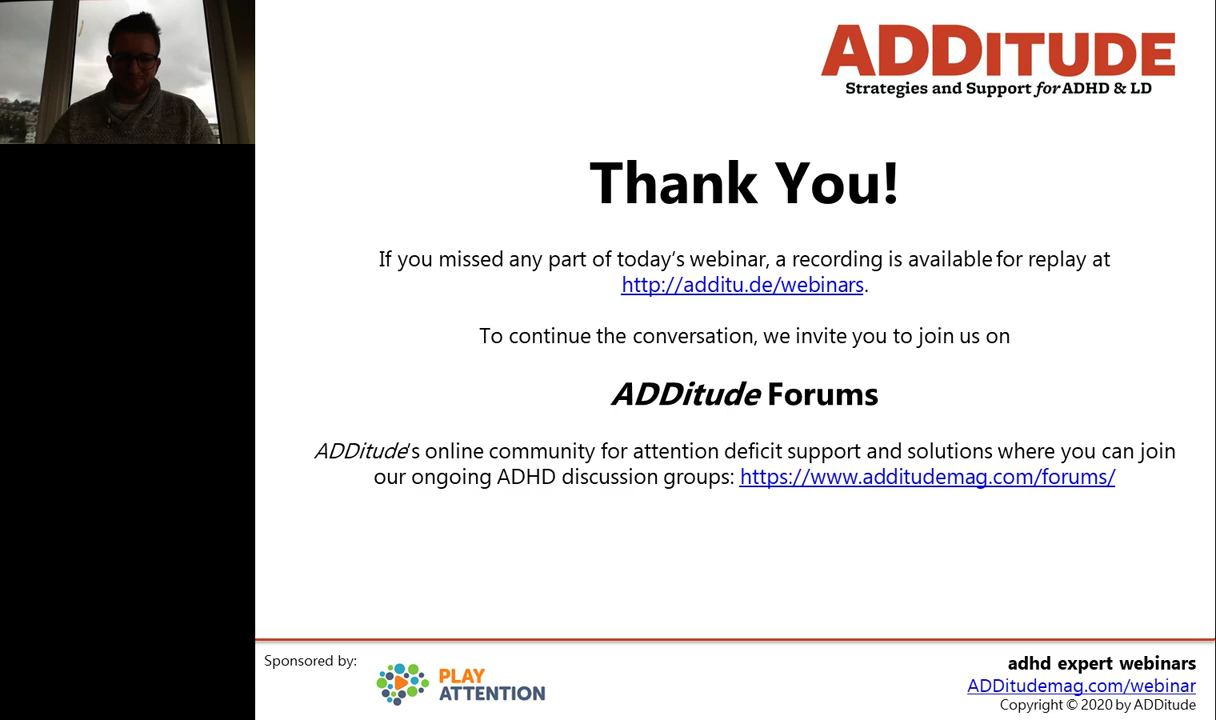 ADDITUDE
Strategies and Support for ADHD & LD
Thank You!
If you missed any part of today's webinar, a recording is available for replay at
http://additu.de/webinars.
To continue the conversation, we invite you to join us on
ADDitude Forums
ADDitude's online community for attention deficit support and solutions where you can join
our ongoing ADHD discussion groups: https://www.additudemag.com/forums/
Sponsored by:
PLAY
ATTENTION
adhd expert webinars
ADDitudemag.com/webinar
Copyright © 2020 by ADDitude